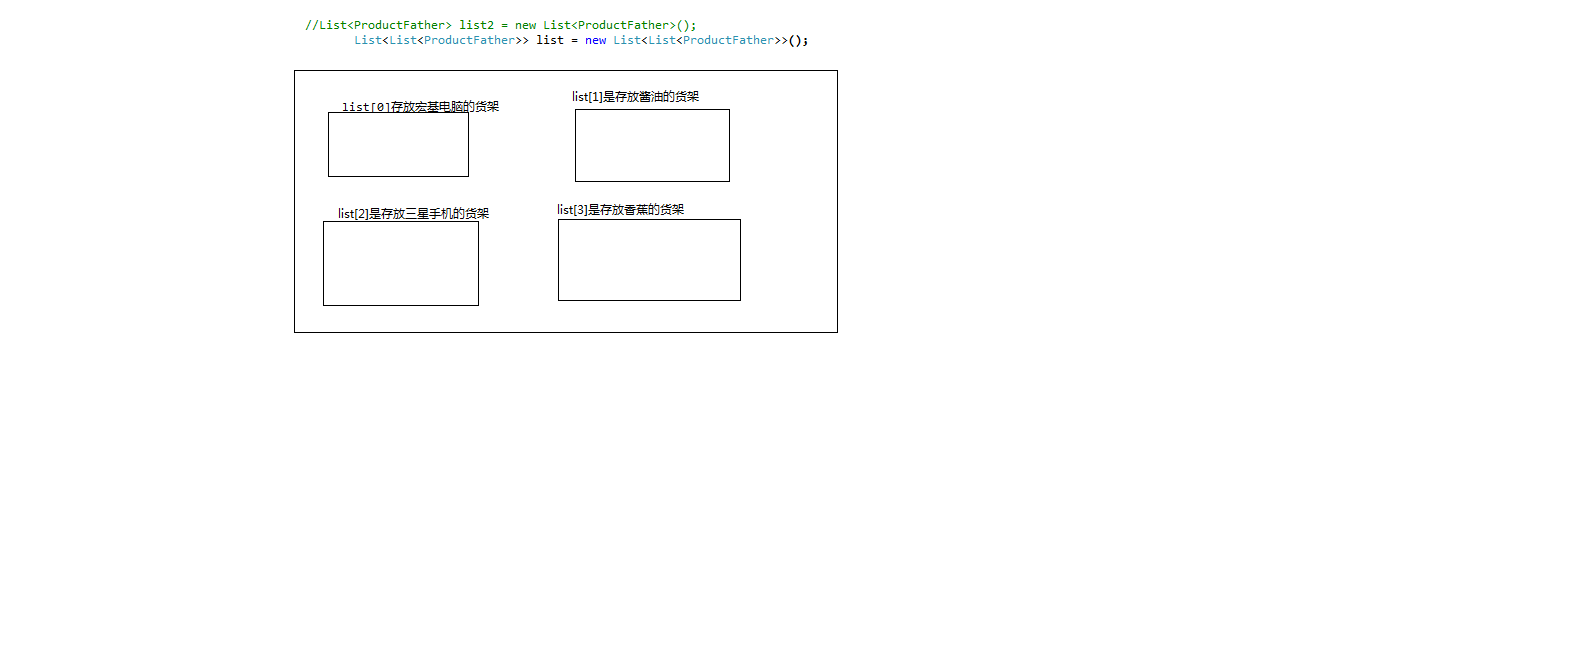 //List<ProductFather> list2 = new List<ProductFather>();
List<List<ProductFather>> list = new List<List<ProductFather>>();
list[0]存放宏基电脑的货架
list[1]是存放酱油的货架
list[2]是存放三星手机的货架
list[3]是存放香蕉的货架